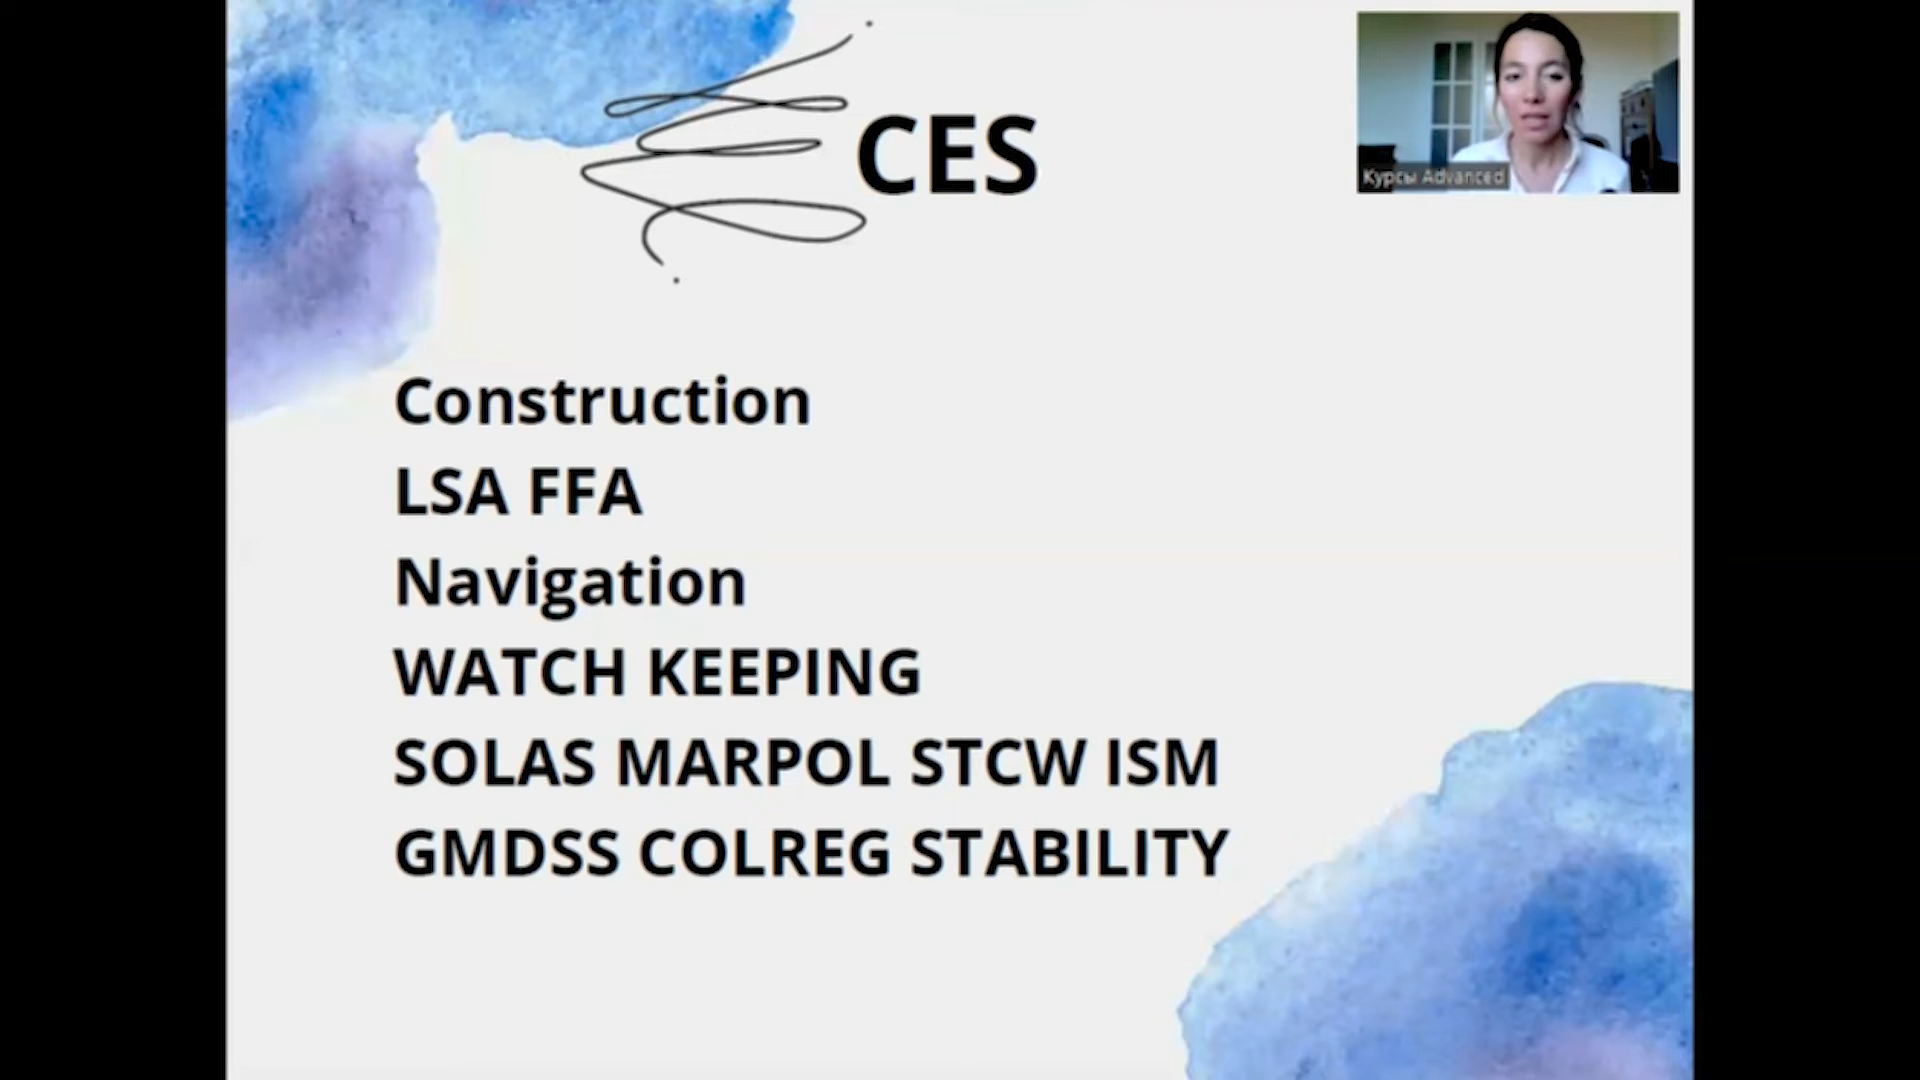 CES
Курсы Advanced
Construction
LSA FFA
Navigation
WATCH KEEPING
SOLAS MARPOL STCW ISM
GMDSS COLREG STABILITY